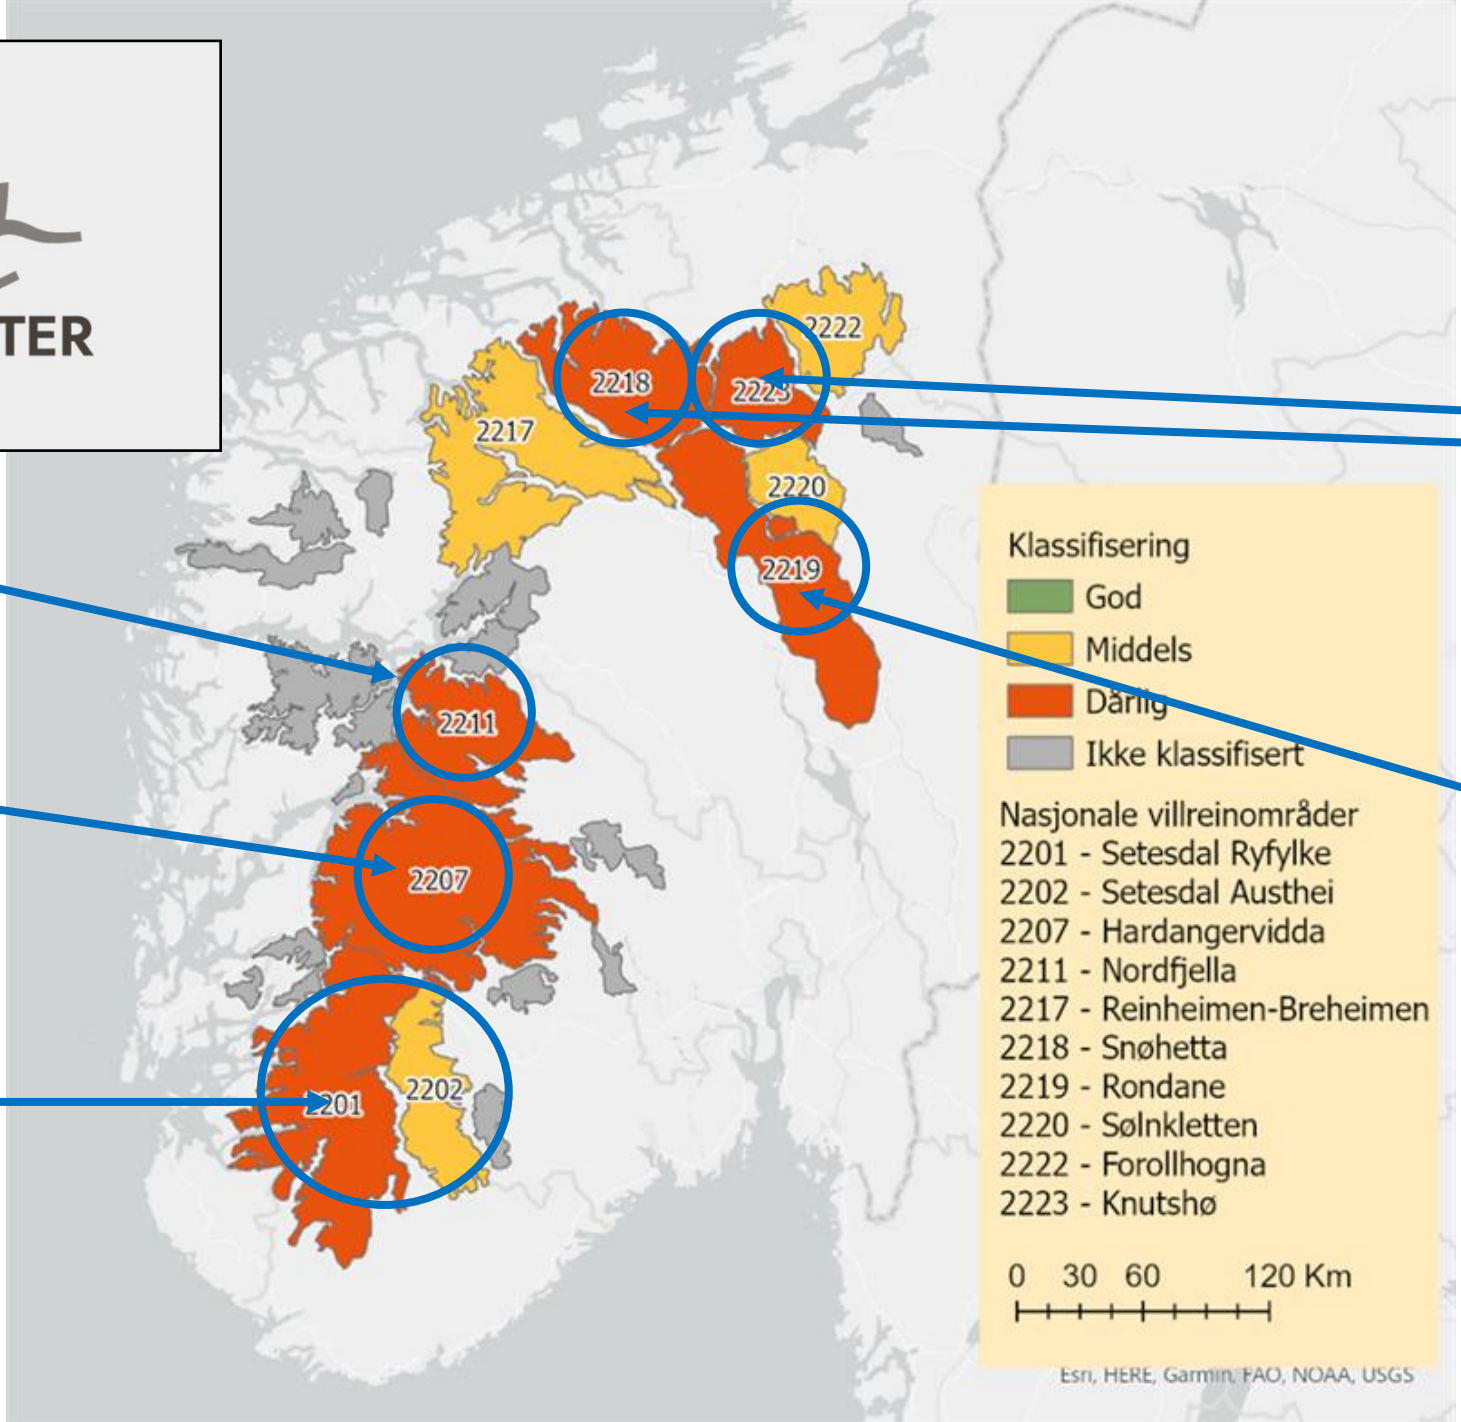 TER
2222
2218
2223
2217
2220
2219
2211
2207
2202
2201
Klassifisering
God
Middels
Dårlig
Ikke klassifisert
Nasjonale villreinområder
2201 - Setesdal Ryfylke
2202 - Setesdal Austhei
2207 - Hardangervidda
2211 - Nordfjella
2217 - Reinheimen-Breheimen
2218 - Snøhetta
2219 - Rondane
2220 - Sølnkletten
2222 - Forollhogna
2223 - Knutshø
0 30 60 120 Km
Esri, HERE, Garmin, FAO, NOAA, USGS